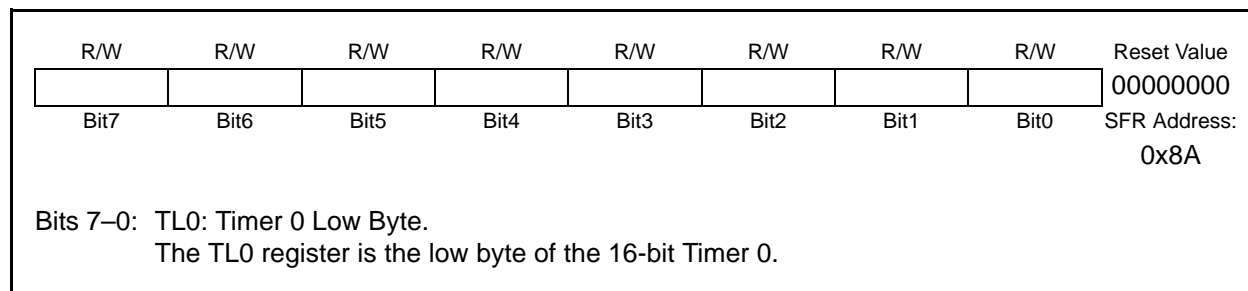 R/W R/W R/W R/W R/W R/W R/W R/W Reset Value
00000000
Bit7 Bit6 Bit5 Bit4 Bit3 Bit2 Bit1 Bit0 SFR Address:
0x8A
Bits 7–0: TL0: Timer 0 Low Byte.
The TL0 register is the low byte of the 16-bit Timer 0.